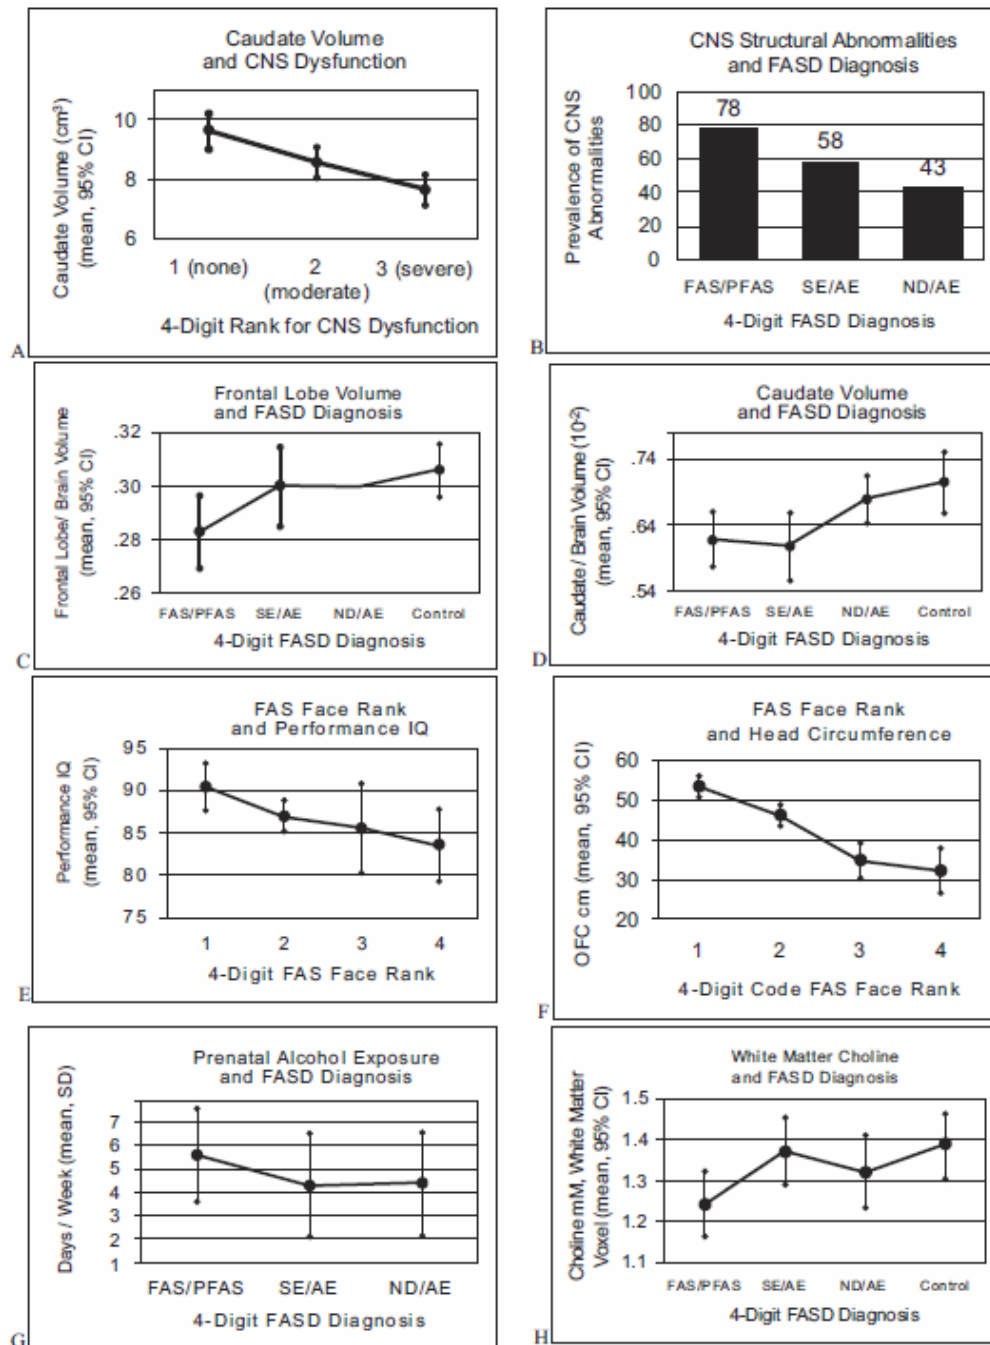 Caudate Volume
and CNS Dysfunction
Caudate Volume (cm³)
(mean, 95% CI)
10
8
6
1 (none)
2
(moderate)
3 (severe)
4-Digit Rank for CNS Dysfunction
A
CNS Structural Abnormalities
and FASD Diagnosis
Prevalence of CNS
Abnormalities
100
80
60
40
20
0
78
58
43
FAS/PFAS
SE/AE
ND/AE
4-Digit FASD Diagnosis
B
Frontal Lobe Volume
and FASD Diagnosis
Frontal Lobe/ Brain Volume
(mean, 95% CI)
.32
.30
.28
.26
FAS/PFAS
SE/AE
ND/AE
Control
4-Digit FASD Diagnosis
C
Caudate Volume
and FASD Diagnosis
Caudate / Brain Volume (10-²)
(mean, 95% CI)
.74
.64
.54
FAS/PFAS
SE/AE
ND/AE
Control
4-Digit FASD Diagnosis
D
FAS Face Rank
and Performance IQ
Performance IQ
(mean, 95% CI)
95
90
85
80
75
1
2
3
4
4-Digit FAS Face Rank
E
FAS Face Rank
and Head Circumference
OFC cm (mean, 95% CI)
60
50
40
30
20
1
2
3
4
4-Digit Code FAS Face Rank
F
Prenatal Alcohol Exposure
and FASD Diagnosis
Days / Week (mean, SD)
7
6
5
4
3
2
1
FAS/PFAS
SE/AE
ND/AE
4-Digit FASD Diagnosis
G
White Matter Choline
and FASD Diagnosis
Choline mM, White Matter
Voxel (mean, 95% CI)
1.5
1.4
1.3
1.2
1.1
FAS/PFAS
SE/AE
ND/AE
Control
4-Digit FASD Diagnosis
H